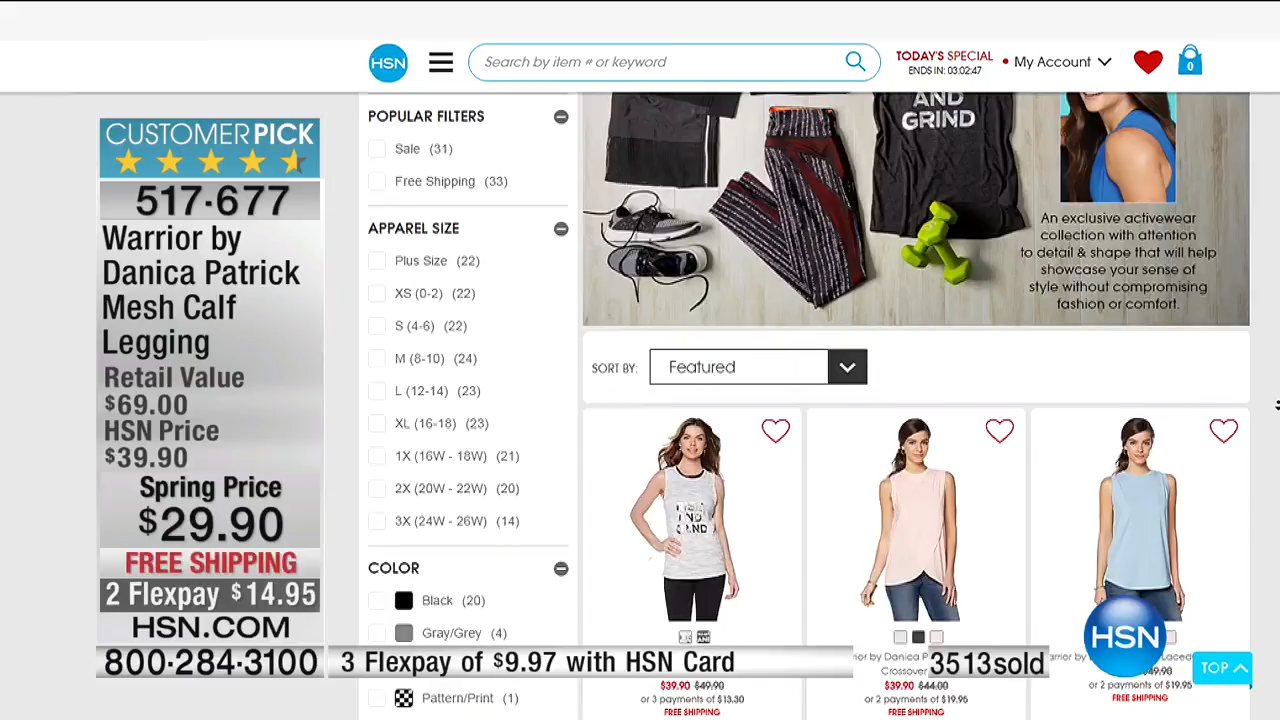 HSN
Search by item # or keyword
TODAY'S SPECIAL
ENDS IN: 03:02:47
My Account
0
CUSTOMER PICK
517-677
Warrior by
Danica Patrick
Mesh Calf
Legging
Retail Value
$69.00
HSN Price
$39.90
Spring Price
$29.90
FREE SHIPPING
2 Flexpay $14.95
HSN.COM
800-284-3100
POPULAR FILTERS
Sale (31)
Free Shipping (33)
APPAREL SIZE
Plus Size (22)
XS (0-2) (22)
S (4-6) (22)
M (8-10) (24)
L (12-14) (23)
XL (16-18) (23)
1X (16W - 18W) (21)
2X (20W - 22W) (20)
3X (24W - 26W) (14)
COLOR
Black (20)
Gray/Grey (4)
Pattern/Print (1)
AND
GRIND
An exclusive activewear
collection with attention
to detail & shape that will help
showcase your sense of
style without compromising
fashion or comfort.
SORT BY: Featured
3 Flexpay of $9.97 with HSN Card
3513sold
HSN
TOP
$39.90 $49.90
or 3 payments of $13.30
FREE SHIPPING
by Danica
Crossover
$39.90 $44.00
or 2 payments of $19.95
FREE SHIPPING
by
$49.90
or 2 payments of $19.95
FREE SHIPPING